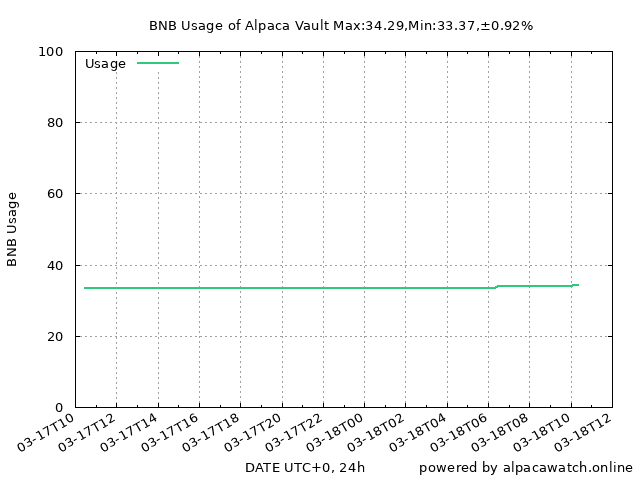 BNB Usage of Alpaca Vault Max:34.29,Min:33.37,±0.92%
100
Usage
80
60
BNB Usage
40
20
0
03-17T10 03-17T12 03-17T14 03-17T16 03-17T18 03-17T20 03-17T22 03-18T00 03-18T02 03-18T04 03-18T06 03-18T08 03-18T10 03-18T12
DATE UTC+0, 24h
powered by alpacawatch.online